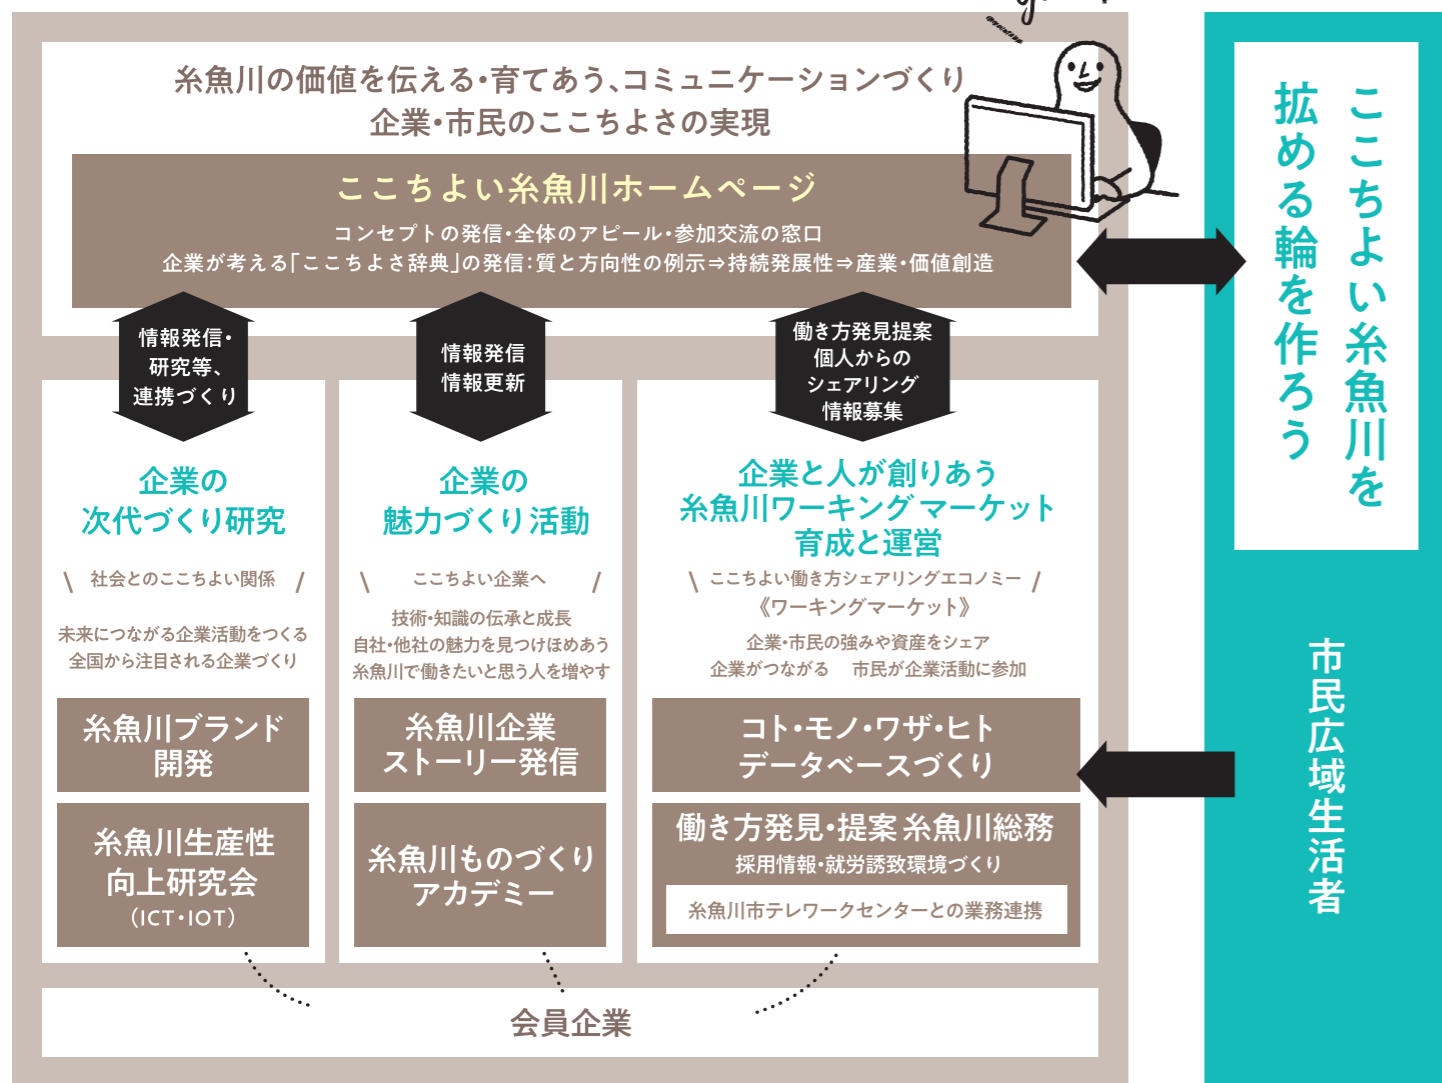 糸魚川の価値を伝える・育てあう、コミュニケーションづくり
企業・市民のここちよさの実現
ここちよい糸魚川ホームページ
コンセプトの発信・全体のアピール・参加交流の窓口
企業が考える「ここちよさ辞典」の発信：質と方向性の例示⇒持続発展性⇒産業・価値創造
情報発信・
研究等、
連携づくり
情報発信
情報更新
働き方発見提案
個人からの
シェアリング
情報募集
企業の
次代づくり研究
\ 社会とのここちよい関係 /
未来につながる企業活動をつくる
全国から注目される企業づくり
糸魚川ブランド
開発
糸魚川生産性
向上研究会
（ICT・IOT）
企業の
魅力づくり活動
\ ここちよい企業へ /
技術・知識の伝承と成長
自社・他社の魅力を見つけほめあう
糸魚川で働きたいと思う人を増やす
糸魚川企業
ストーリー発信
糸魚川ものづくり
アカデミー
企業と人が創りあう
糸魚川ワーキング マーケット
育成と運営
\ ここちよい働き方シェアリングエコノミー /
《ワーキングマーケット》
企業・市民の強みや資産をシェア
企業がつながる　市民が企業活動に参加
コト・モノ・ワザ・ヒト
データベースづくり
働き方発見・提案 糸魚川総務
採用情報・就労誘致環境づくり
糸魚川市テレワークセンターとの業務連携
会員企業
ここちよい糸魚川を
拡める輪を作ろう
市民広域生活者